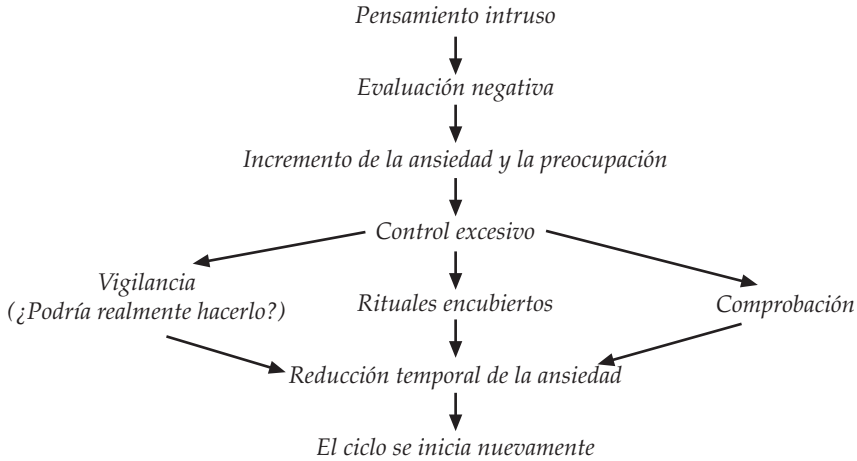 Pensamiento intruso
Evaluación negativa
Incremento de la ansiedad y la preocupación
Control excesivo
Vigilancia
(¿Podría realmente hacerlo?)
Rituales encubiertos
Comprobación
Reducción temporal de la ansiedad
El ciclo se inicia nuevamente